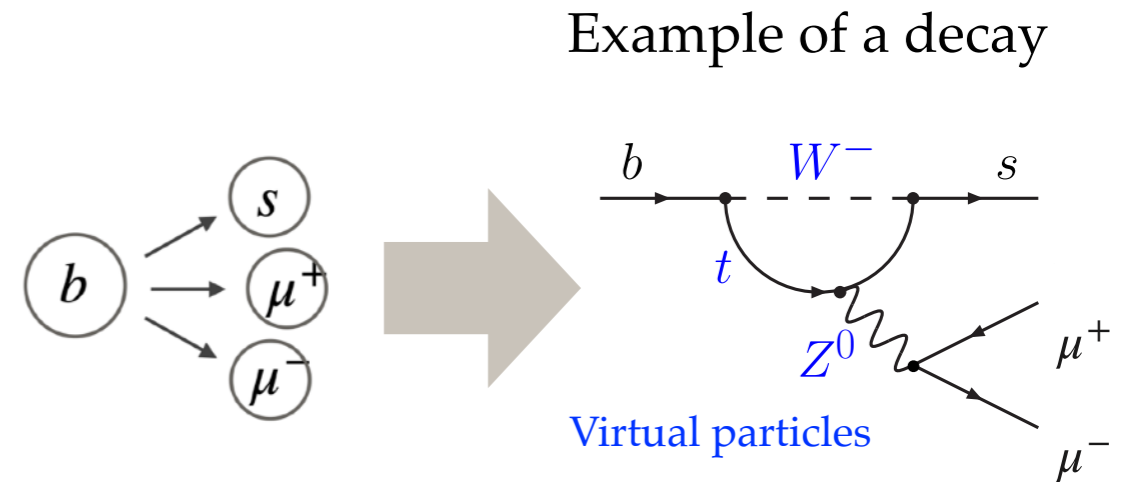 Example of a decay
b
s
μ⁺
μ⁻
b
W⁻
s
t
Z⁰
μ⁺
μ⁻
Virtual particles